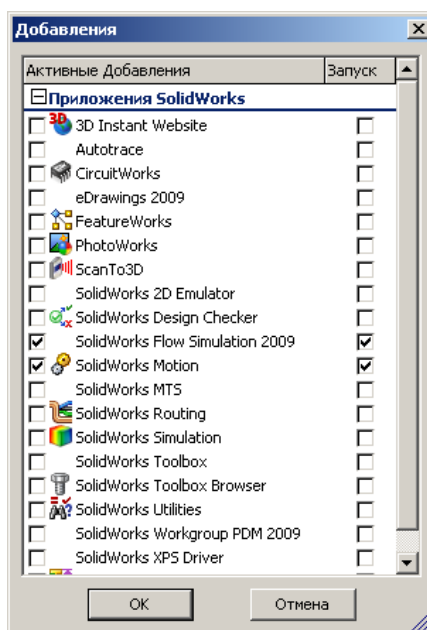 Добавления
Активные Добавления Запуск
Приложения SolidWorks
3D Instant Website
Autotrace
CircuitWorks
eDrawings 2009
FeatureWorks
PhotoWorks
ScanTo3D
SolidWorks 2D Emulator
SolidWorks Design Checker
SolidWorks Flow Simulation 2009
SolidWorks Motion
SolidWorks MTS
SolidWorks Routing
SolidWorks Simulation
SolidWorks Toolbox
SolidWorks Toolbox Browser
SolidWorks Utilities
SolidWorks Workgroup PDM 2009
SolidWorks XPS Driver
OK Отмена